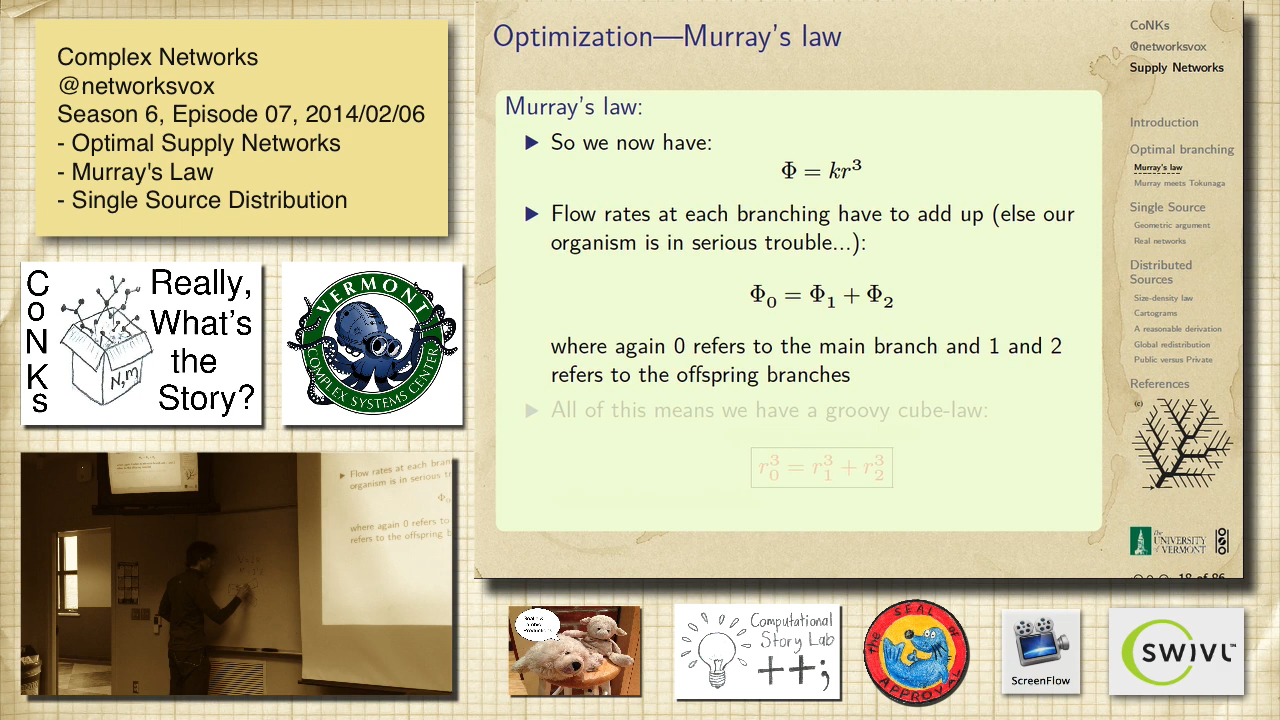 Complex Networks
@networksvox
Season 6, Episode 07, 2014/02/06
- Optimal Supply Networks
- Murray's Law
- Single Source Distribution
CoNKs
Really,
What's
the
Story?
N,m
VERMONT
COMPLEX SYSTEMS CENTER
Optimization—Murray's law
Murray's law:
▶ So we now have:
Φ = kr³
▶ Flow rates at each branching have to add up (else our
organism is in serious trouble...):
Φ₀ = Φ₁ + Φ₂
where again 0 refers to the main branch and 1 and 2
refers to the offspring branches
▶ All of this means we have a groovy cube-law:
r₀³ = r₁³ + r₂³
CoNKs
@networksvox
Supply Networks
Introduction
Optimal branching
Murray's law
Murray meets Tokunaga
Single Source
Geometric argument
Real networks
Distributed
Sources
Size-density law
Cartograms
A reasonable derivation
Global redistribution
Public versus Private
References
(c)
The
UNIVERSITY
of VERMONT
18 of 86
▶ Flow rates at each bran
organism is in serious t
where again 0 refers to
refers to the offspring b
Productions
Computational
Story Lab
++;
the SEAL of
APPROVAL
ScreenFlow
SWIVL™